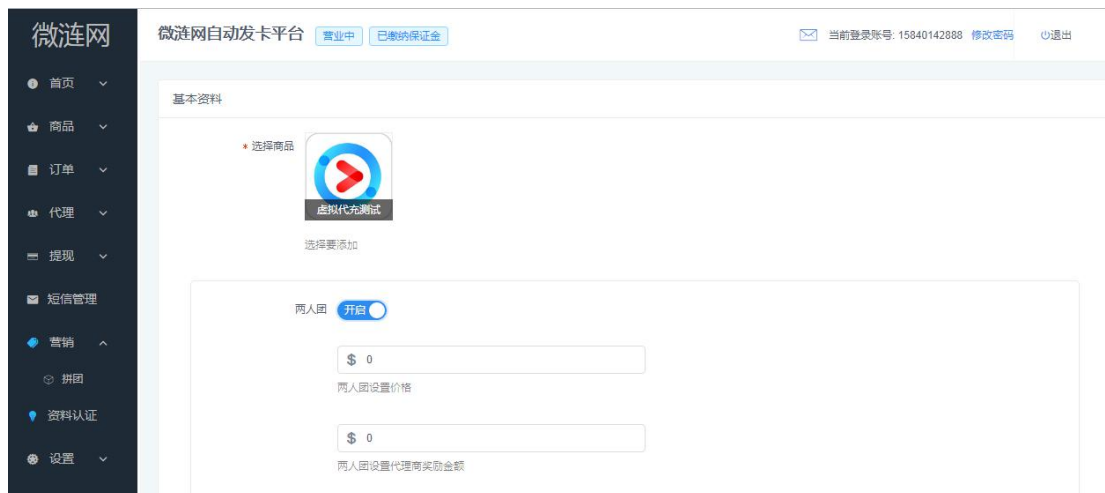 微涟网
微涟网自动发卡平台 营业中 已缴纳保证金
当前登录账号: 15840142888 修改密码 退出
首页
商品
订单
代理
提现
短信管理
营销
拼团
资料认证
设置
基本资料
* 选择商品
虚拟代充测试
选择要添加
两人团 开启
$ 0
两人团设置价格
$ 0
两人团设置代理商奖励金额